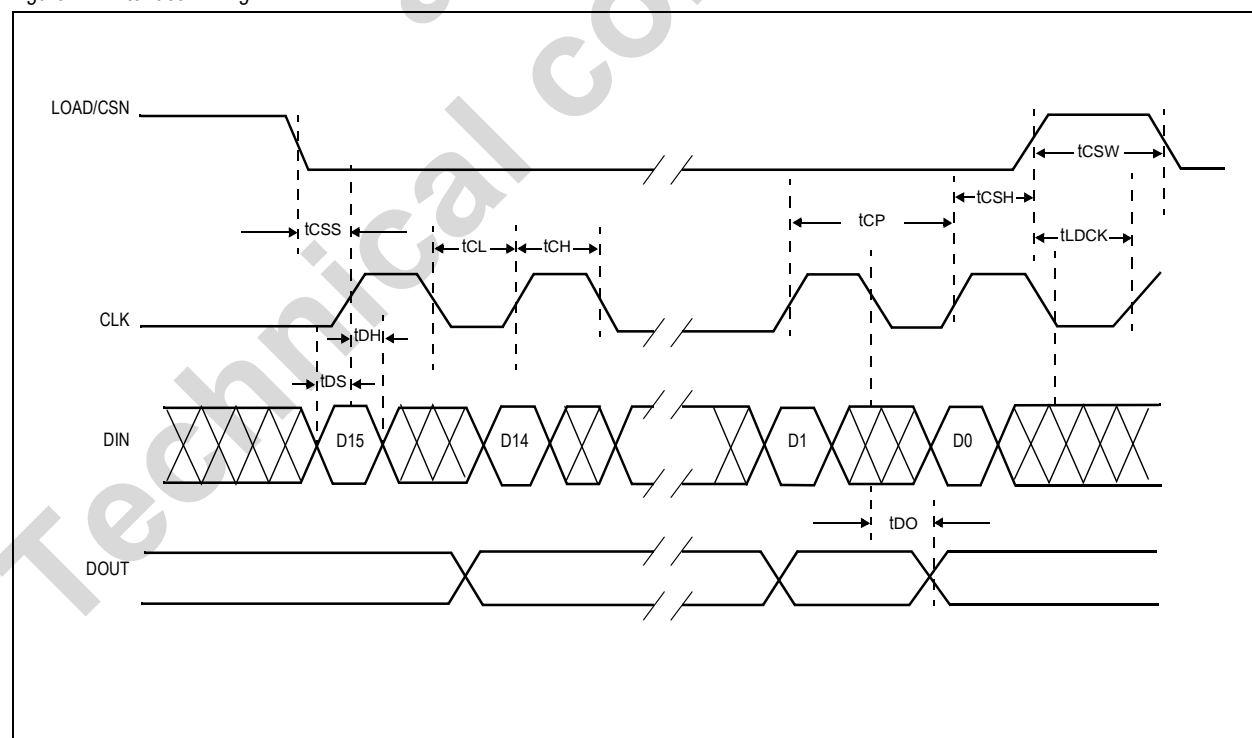 LOAD/CSN
tCSW
tCSH
tCP
tCSS
tCL
tCH
tLDCK
CLK
tDH
tDS
DIN
D15
D14
D1
D0
tDO
DOUT
Technical